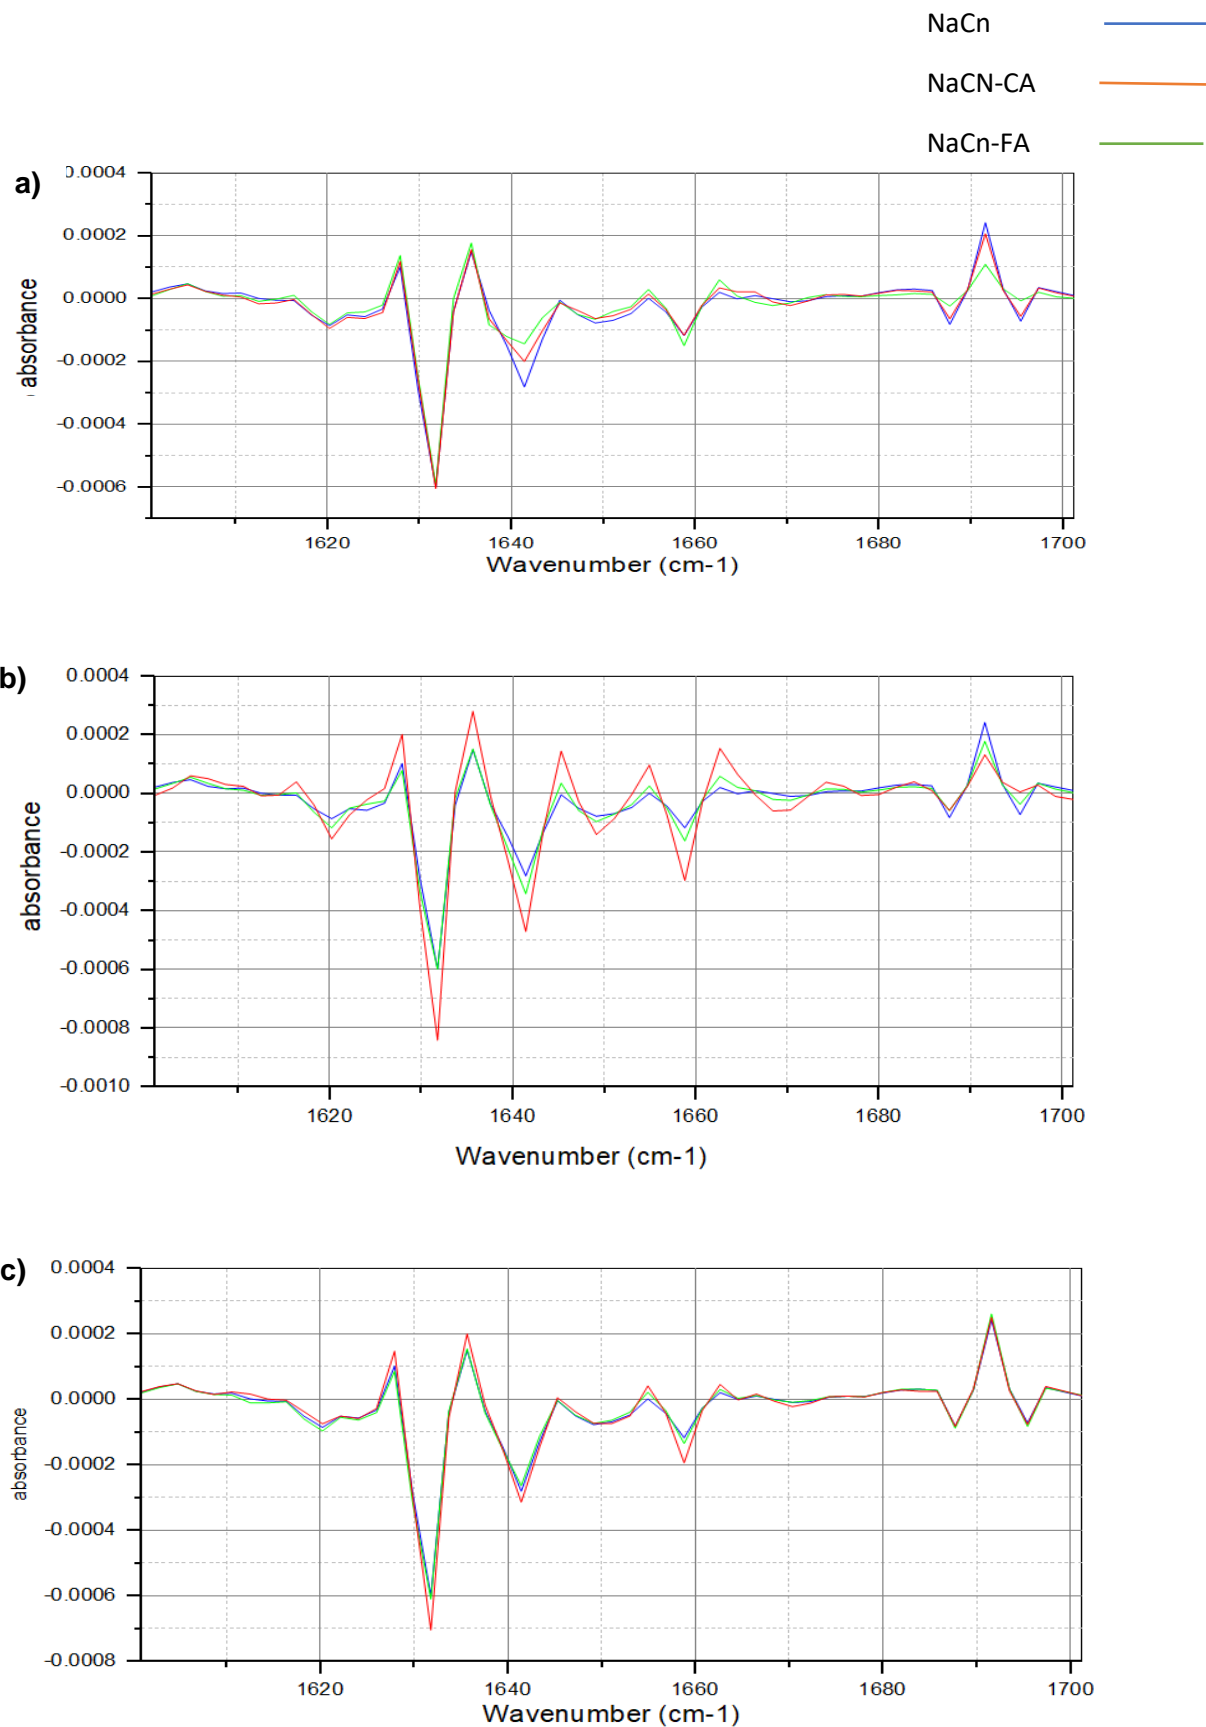 NaCn
NaCN-CA
NaCn-FA
a)
0.0004
0.0002
0.0000
-0.0002
-0.0004
-0.0006
absorbance
1620 1640 1660 1680 1700
Wavenumber (cm-1)
b)
0.0004
0.0002
0.0000
-0.0002
-0.0004
-0.0006
-0.0008
-0.0010
absorbance
1620 1640 1660 1680 1700
Wavenumber (cm-1)
c)
0.0004
0.0002
0.0000
-0.0002
-0.0004
-0.0006
-0.0008
absorbance
1620 1640 1660 1680 1700
Wavenumber (cm-1)